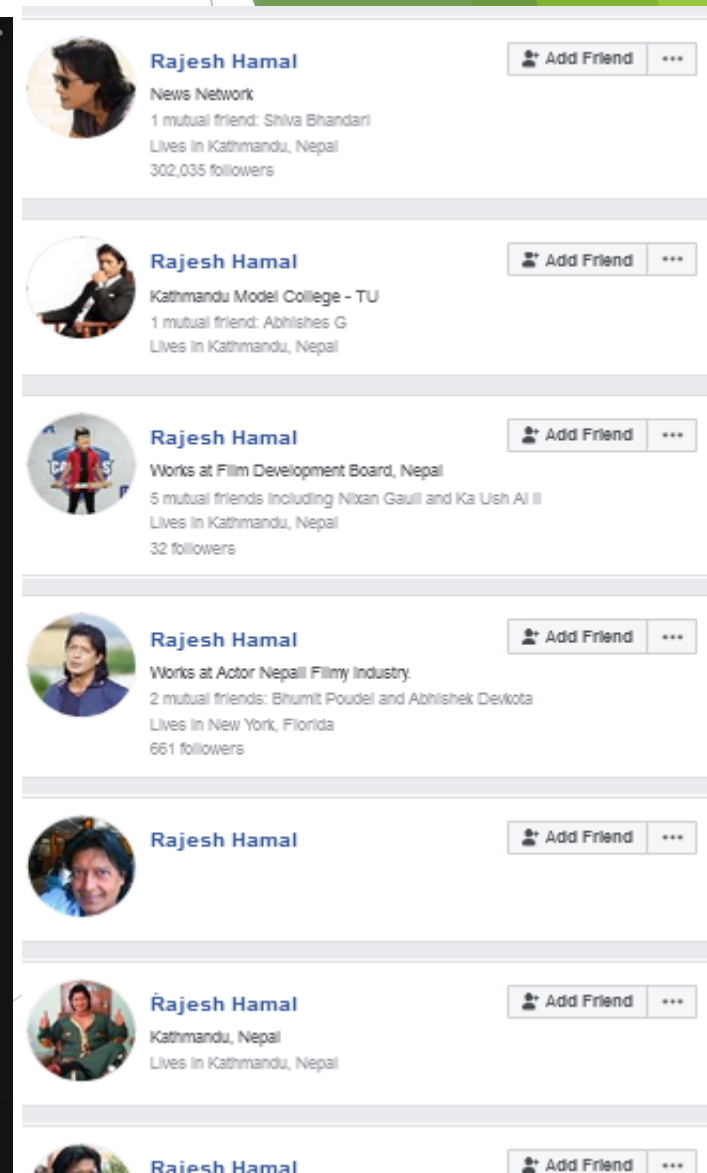 Rajesh Hamal
Add Friend
News Network
1 mutual friend: Shiva Bhandari
Lives in Kathmandu, Nepal
302,035 followers
Rajesh Hamal
Add Friend
Kathmandu Model College - TU
1 mutual friend: Abhishes G
Lives in Kathmandu, Nepal
Rajesh Hamal
Add Friend
Works at Film Development Board, Nepal
5 mutual friends including Nixan Gauli and Ka Ush Al
Lives in Kathmandu, Nepal
32 followers
Rajesh Hamal
Add Friend
Works at Actor Nepali Filmy Industry.
2 mutual friends: Bhumit Poudel and Abhishek Devkota
Lives in New York, Florida
661 followers
Rajesh Hamal
Add Friend
Ŕajesh Hamal
Add Friend
Kathmandu, Nepal
Lives in Kathmandu, Nepal
Rajesh Hamal
Add Friend